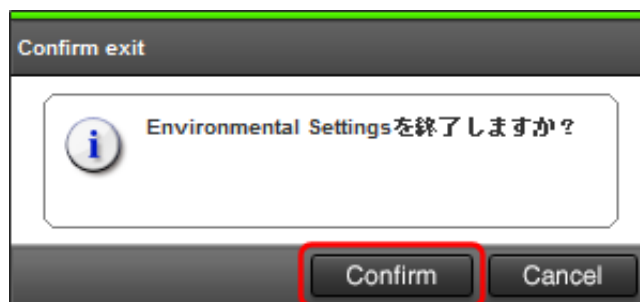 Confirm exit
Environmental Settingsを終了しますか？
Confirm
Cancel